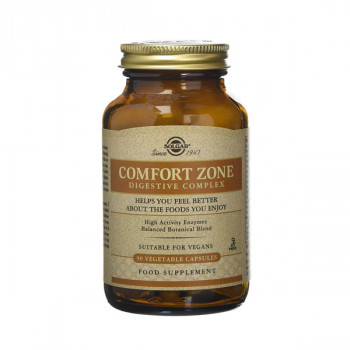 SOLGAR
Since 1947
COMFORT ZONE
DIGESTIVE COMPLEX
HELPS YOU FEEL BETTER
ABOUT THE FOODS YOU ENJOY
High Activity Enzymes
Balanced Botanical Blend
SUITABLE FOR VEGANS
90 VEGETABLE CAPSULES
FOOD SUPPLEMENT